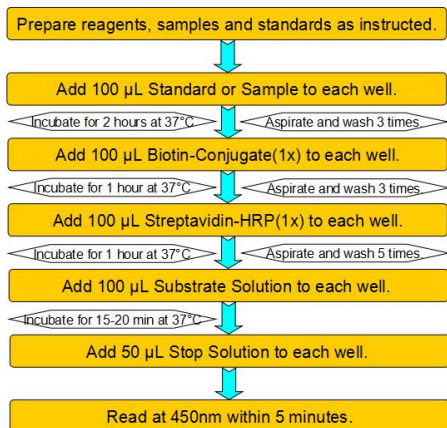 Prepare reagents, samples and standards as instructed.
Add 100 µL Standard or Sample to each well.
Incubate for 2 hours at 37°C
Aspirate and wash 3 times.
Add 100 µL Biotin-Conjugate(1x) to each well.
Incubate for 1 hour at 37°C
Aspirate and wash 3 times.
Add 100 µL Streptavidin-HRP(1x) to each well.
Incubate for 1 hour at 37°C
Aspirate and wash 5 times.
Add 100 µL Substrate Solution to each well.
Incubate for 15-20 min at 37°C
Add 50 µL Stop Solution to each well.
Read at 450nm within 5 minutes.